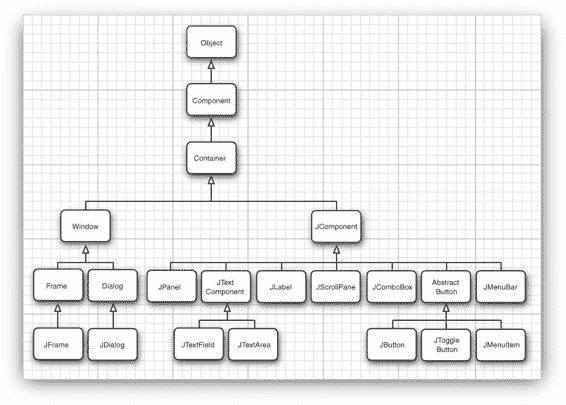 Object
Component
Container
Window
JComponent
Frame
Dialog
JPanel
JText
Component
JLabel
JScrollPane
JComboBox
Abstract
Button
JMenuBar
JFrame
JDialog
JTextField
JTextArea
JButton
JToggle
Button
JMenuItem